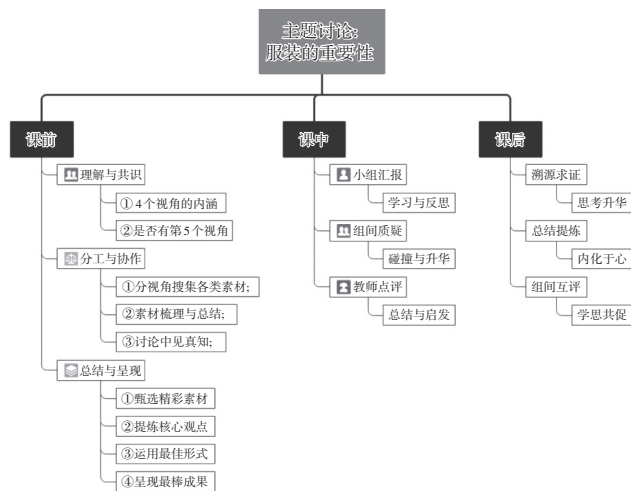 主题讨论:
服装的重要性
课前
理解与共识
①4个视角的内涵
②是否有第5个视角
分工与协作
①分视角搜集各类素材;
②素材梳理与总结;
③讨论中见真知;
总结与呈现
①甄选精彩素材
②提炼核心观点
③运用最佳形式
④呈现最棒成果
课中
小组汇报
学习与反思
组间质疑
碰撞与升华
教师点评
总结与启发
课后
溯源求证
思考升华
总结提炼
内化于心
组间互评
学思共促